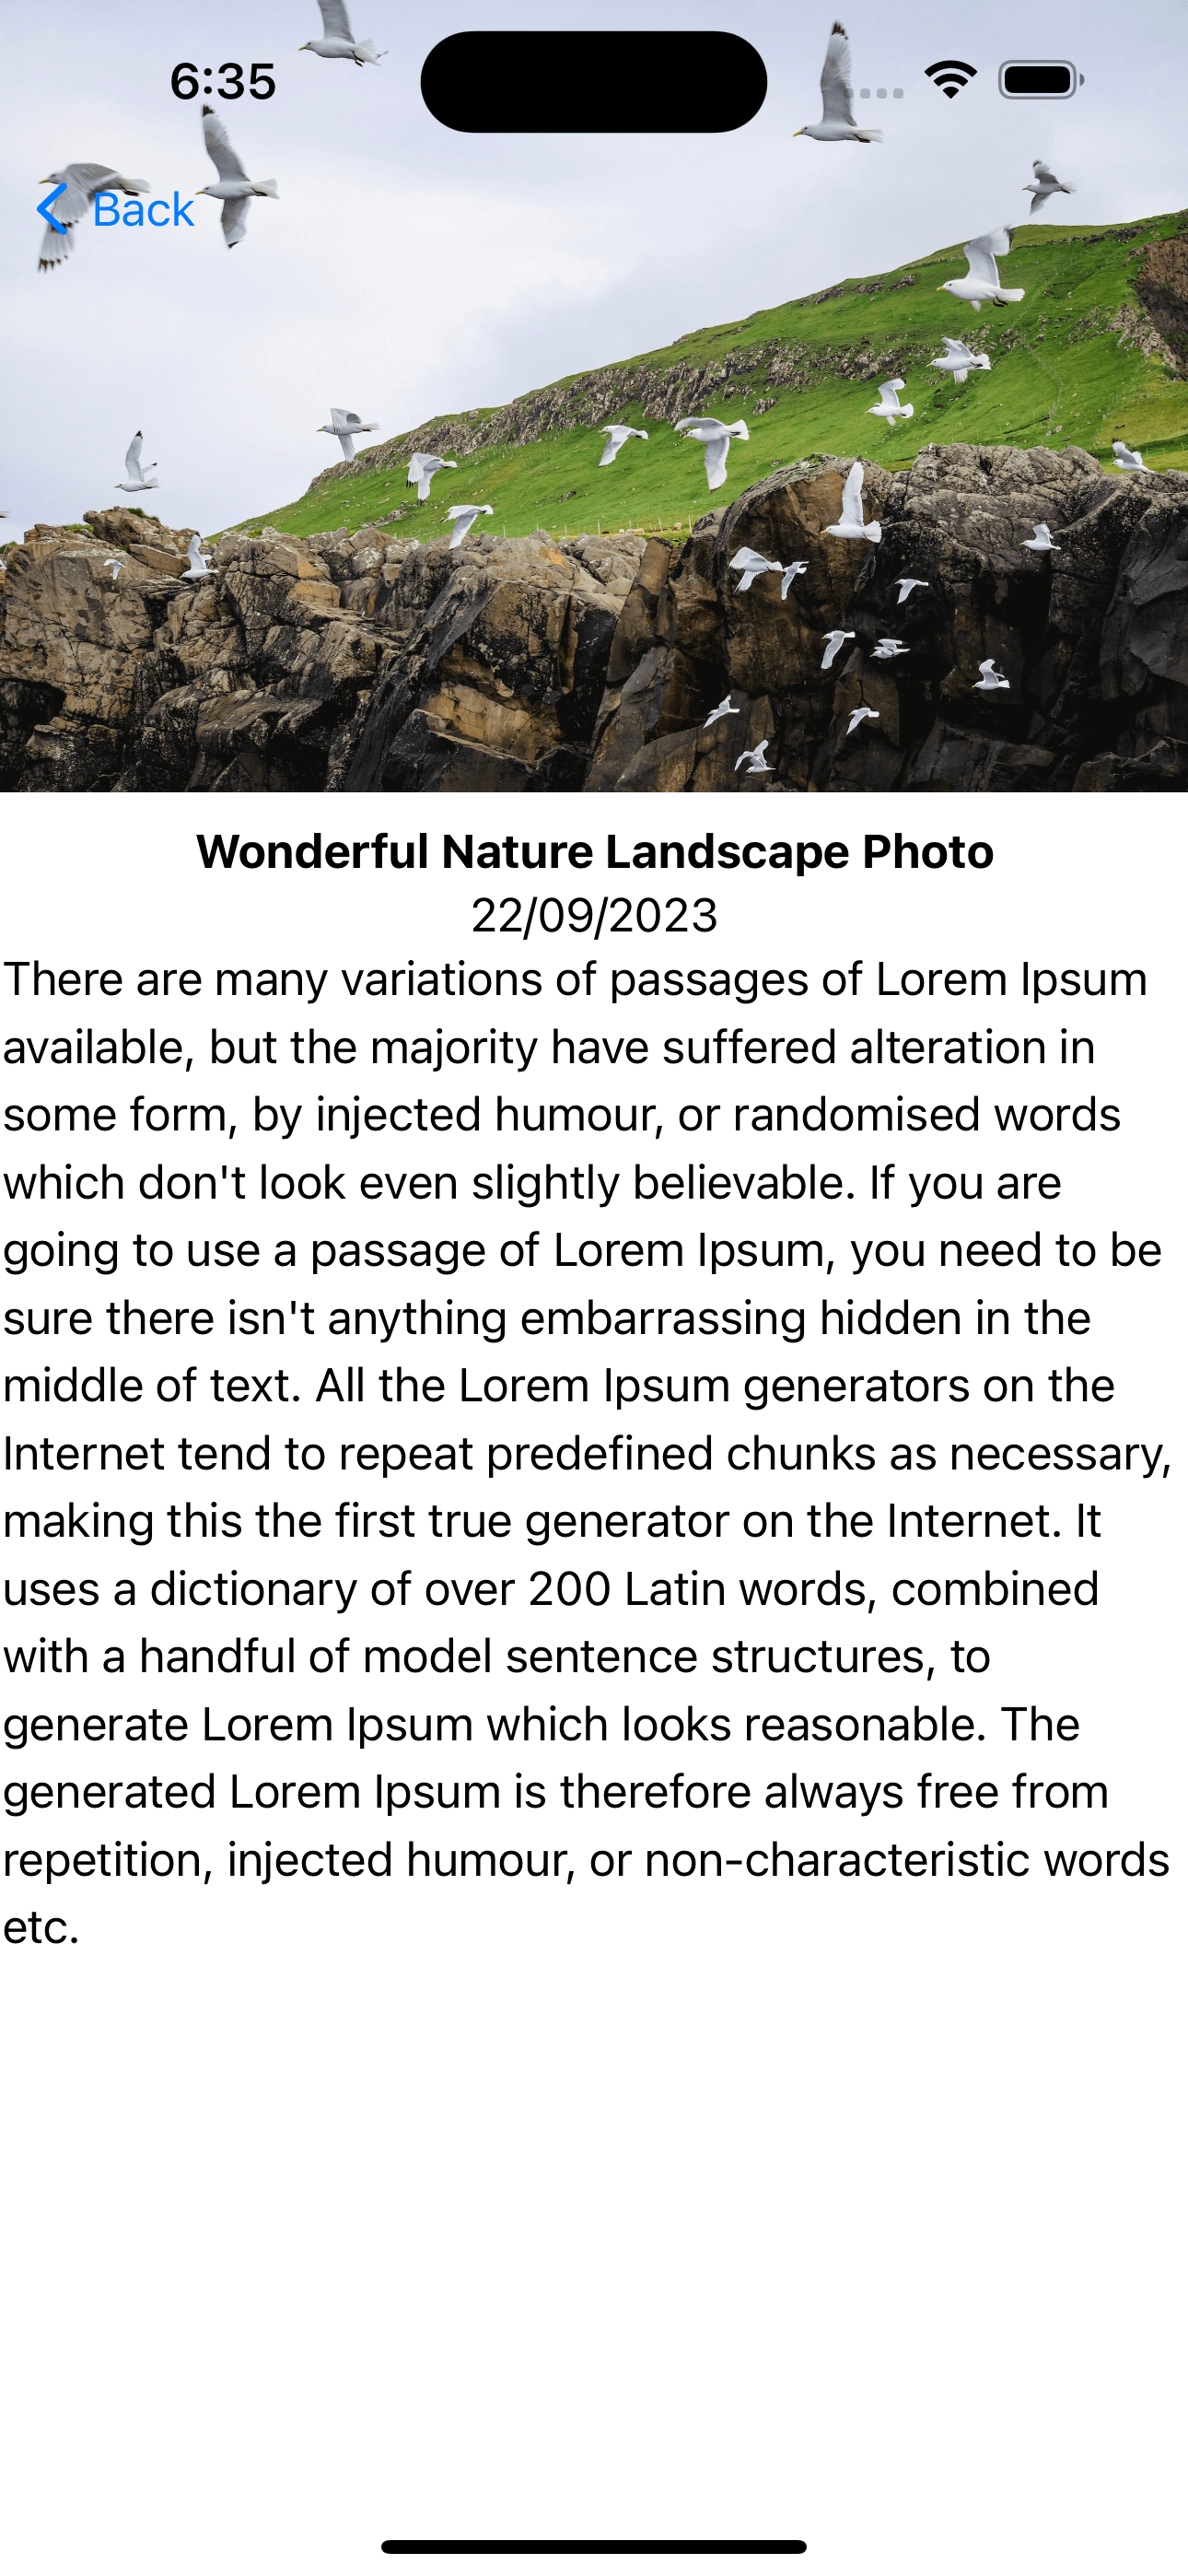 6:35
Back
Wonderful Nature Landscape Photo
22/09/2023
There are many variations of passages of Lorem Ipsum
available, but the majority have suffered alteration in
some form, by injected humour, or randomised words
which don't look even slightly believable. If you are
going to use a passage of Lorem Ipsum, you need to be
sure there isn't anything embarrassing hidden in the
middle of text. All the Lorem Ipsum generators on the
Internet tend to repeat predefined chunks as necessary,
making this the first true generator on the Internet. It
uses a dictionary of over 200 Latin words, combined
with a handful of model sentence structures, to
generate Lorem Ipsum which looks reasonable. The
generated Lorem Ipsum is therefore always free from
repetition, injected humour, or non-characteristic words
etc.